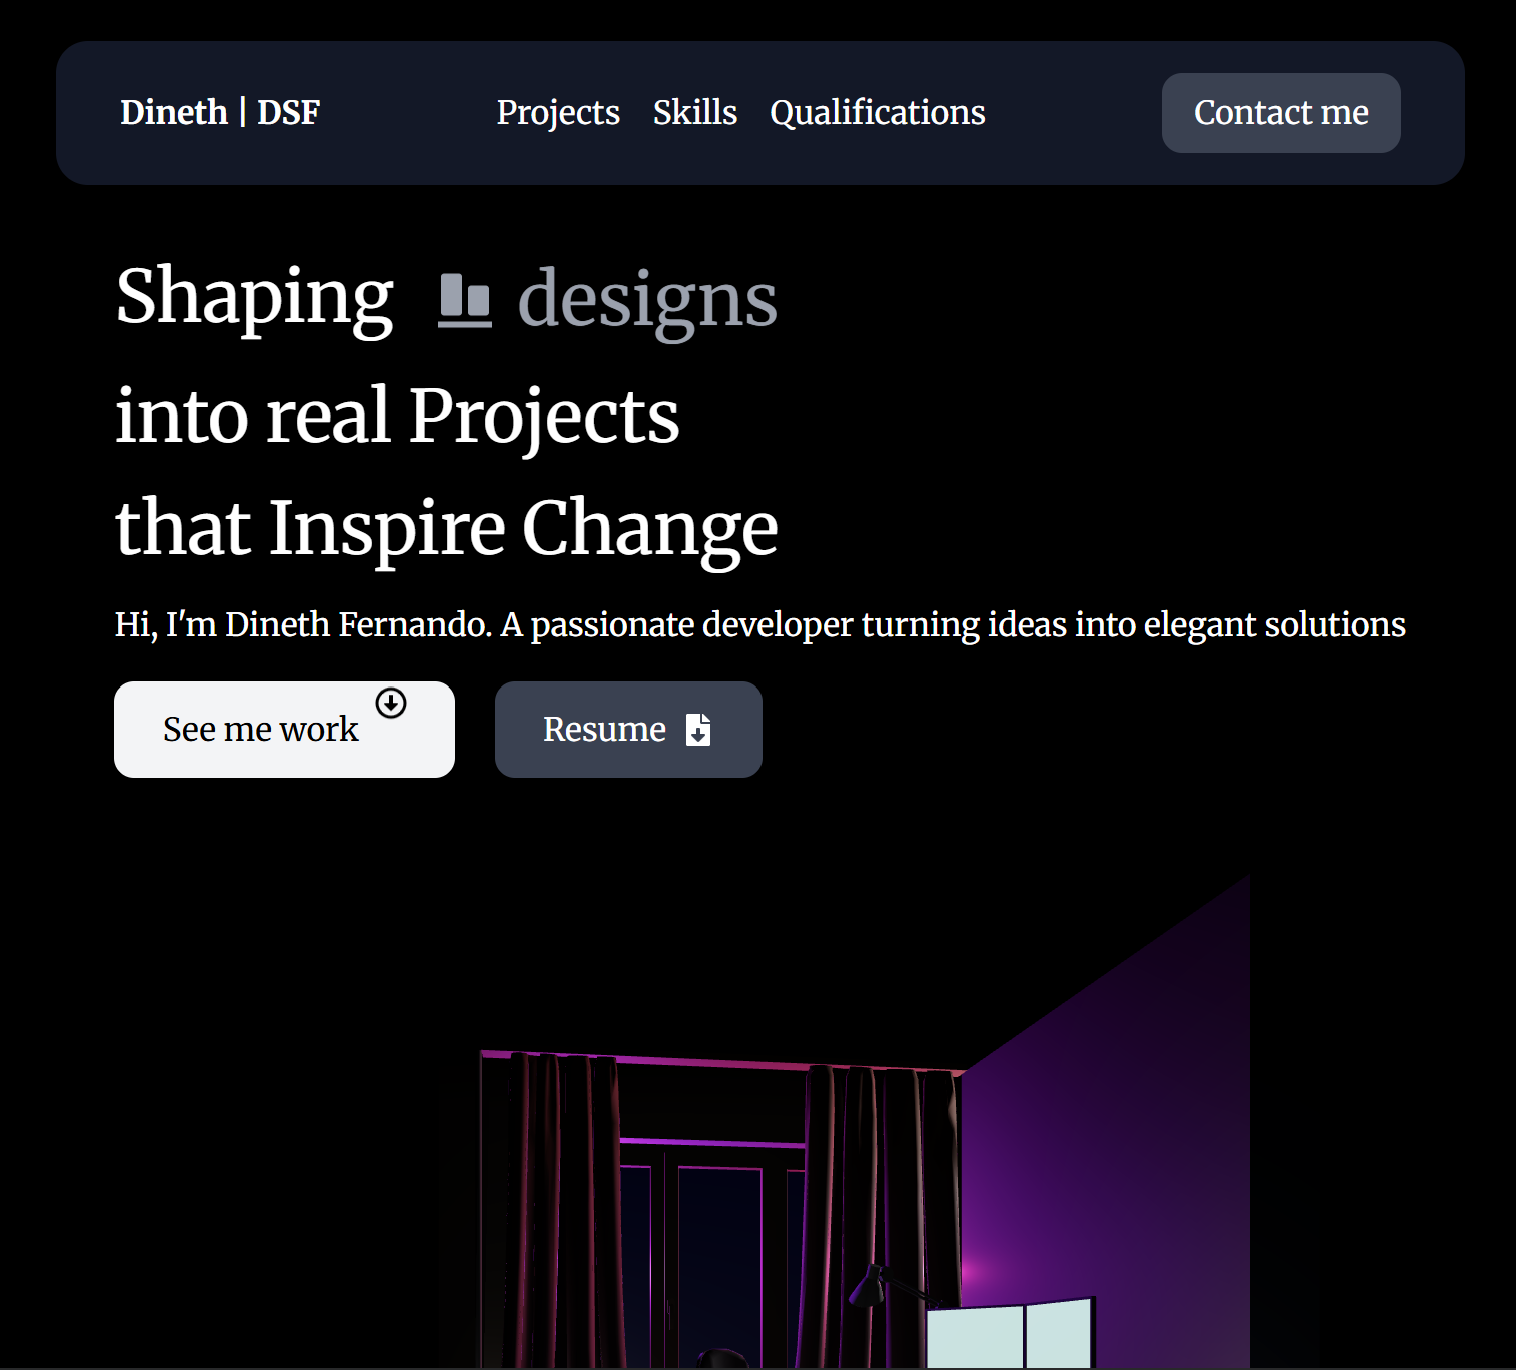 Dineth | DSF
Projects Skills Qualifications
Contact me
Shaping designs
into real Projects
that Inspire Change
Hi, I'm Dineth Fernando. A passionate developer turning ideas into elegant solutions
See me work
Resume